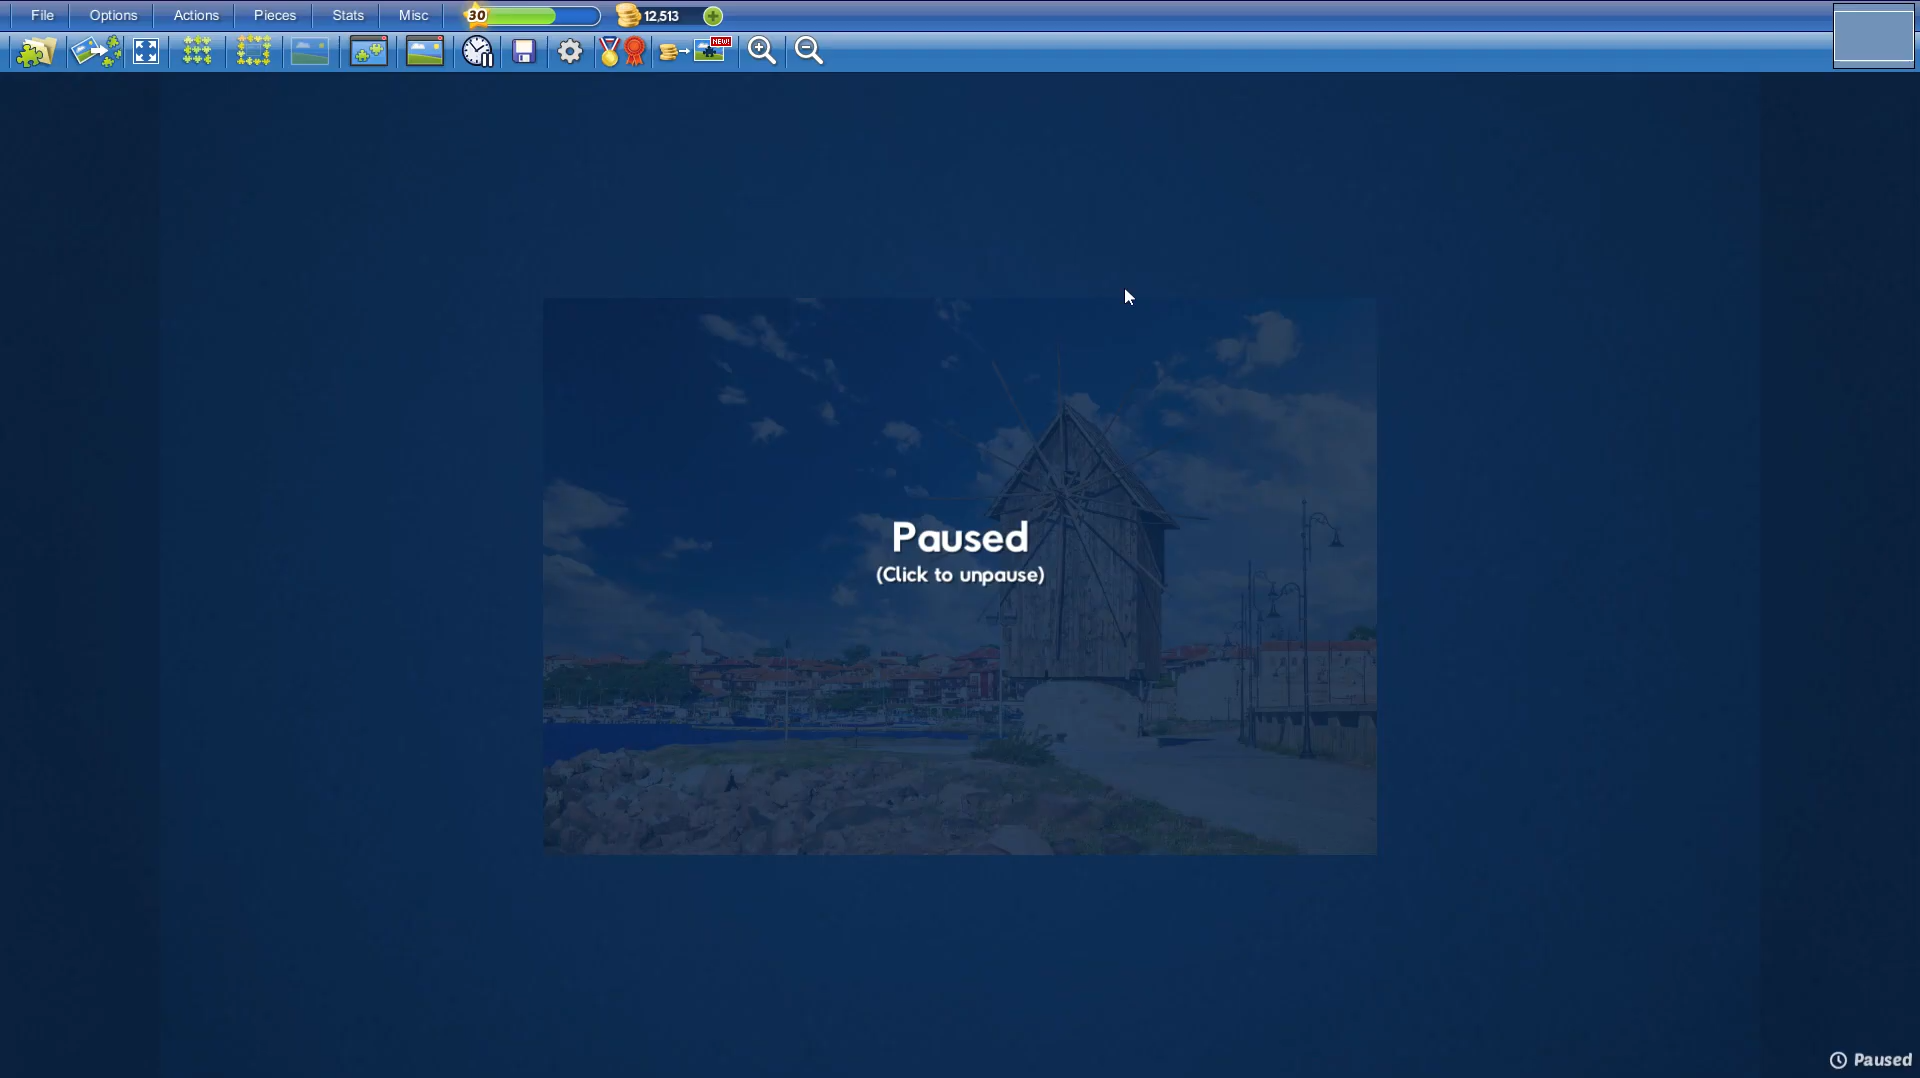 File Options Actions Pieces Stats Misc 30 12,513
NEW!
Paused
(Click to unpause)
Paused